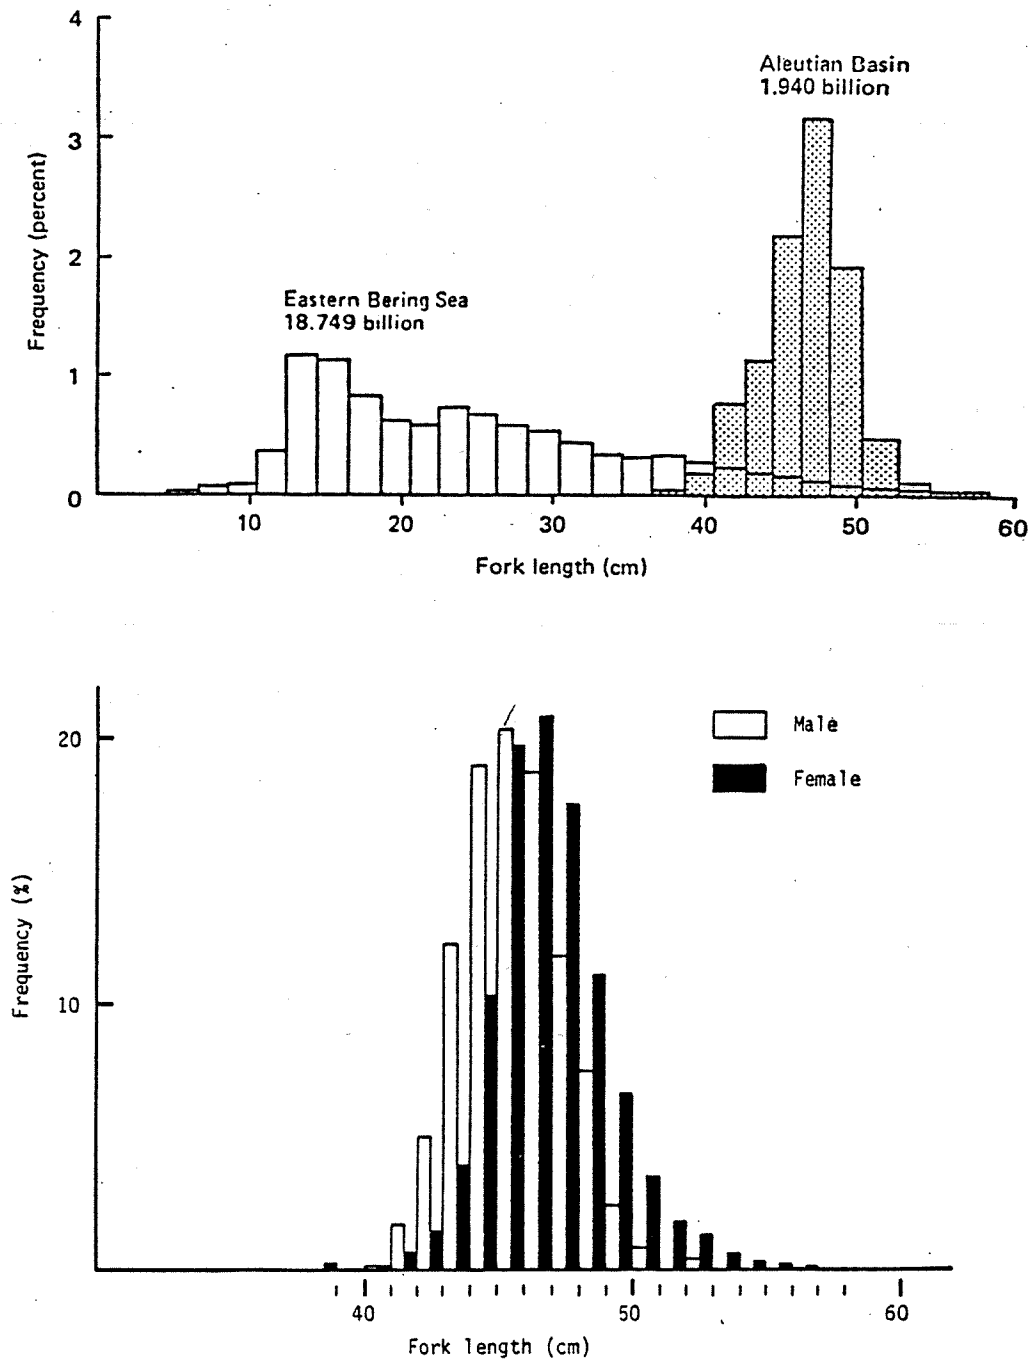 4
3
2
1
0
Frequency (percent)
Aleutian Basin
1.940 billion
Eastern Bering Sea
18.749 billion
10 20 30 40 50 60
Fork length (cm)
20
10
Frequency (%)
Male
Female
40 50 60
Fork length (cm)